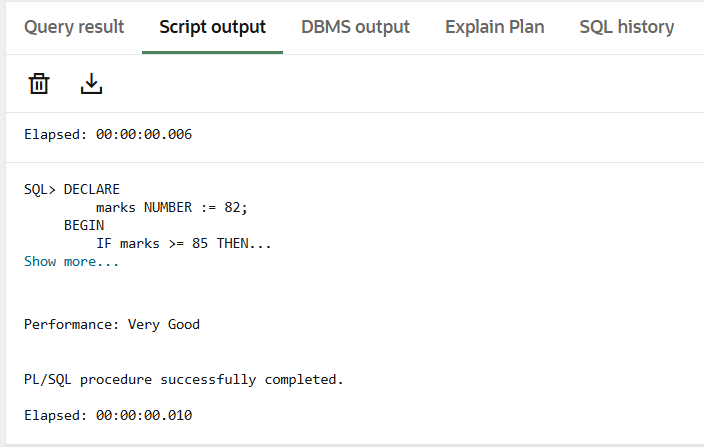 Query result Script output DBMS output Explain Plan SQL history
Elapsed: 00:00:00.006
SQL> DECLARE
marks NUMBER := 82;
BEGIN
IF marks >= 85 THEN...
Show more...
Performance: Very Good
PL/SQL procedure successfully completed.
Elapsed: 00:00:00.010